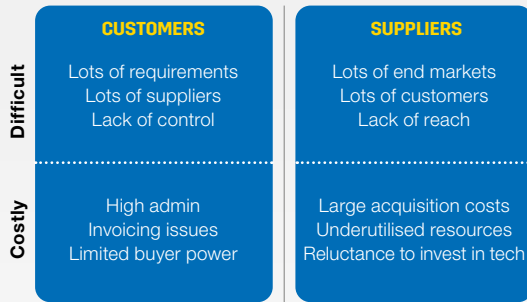 CUSTOMERS
Difficult
Lots of requirements
Lots of suppliers
Lack of control
Costly
High admin
Invoicing issues
Limited buyer power
SUPPLIERS
Lots of end markets
Lots of customers
Lack of reach
Large acquisition costs
Underutilised resources
Reluctance to invest in tech